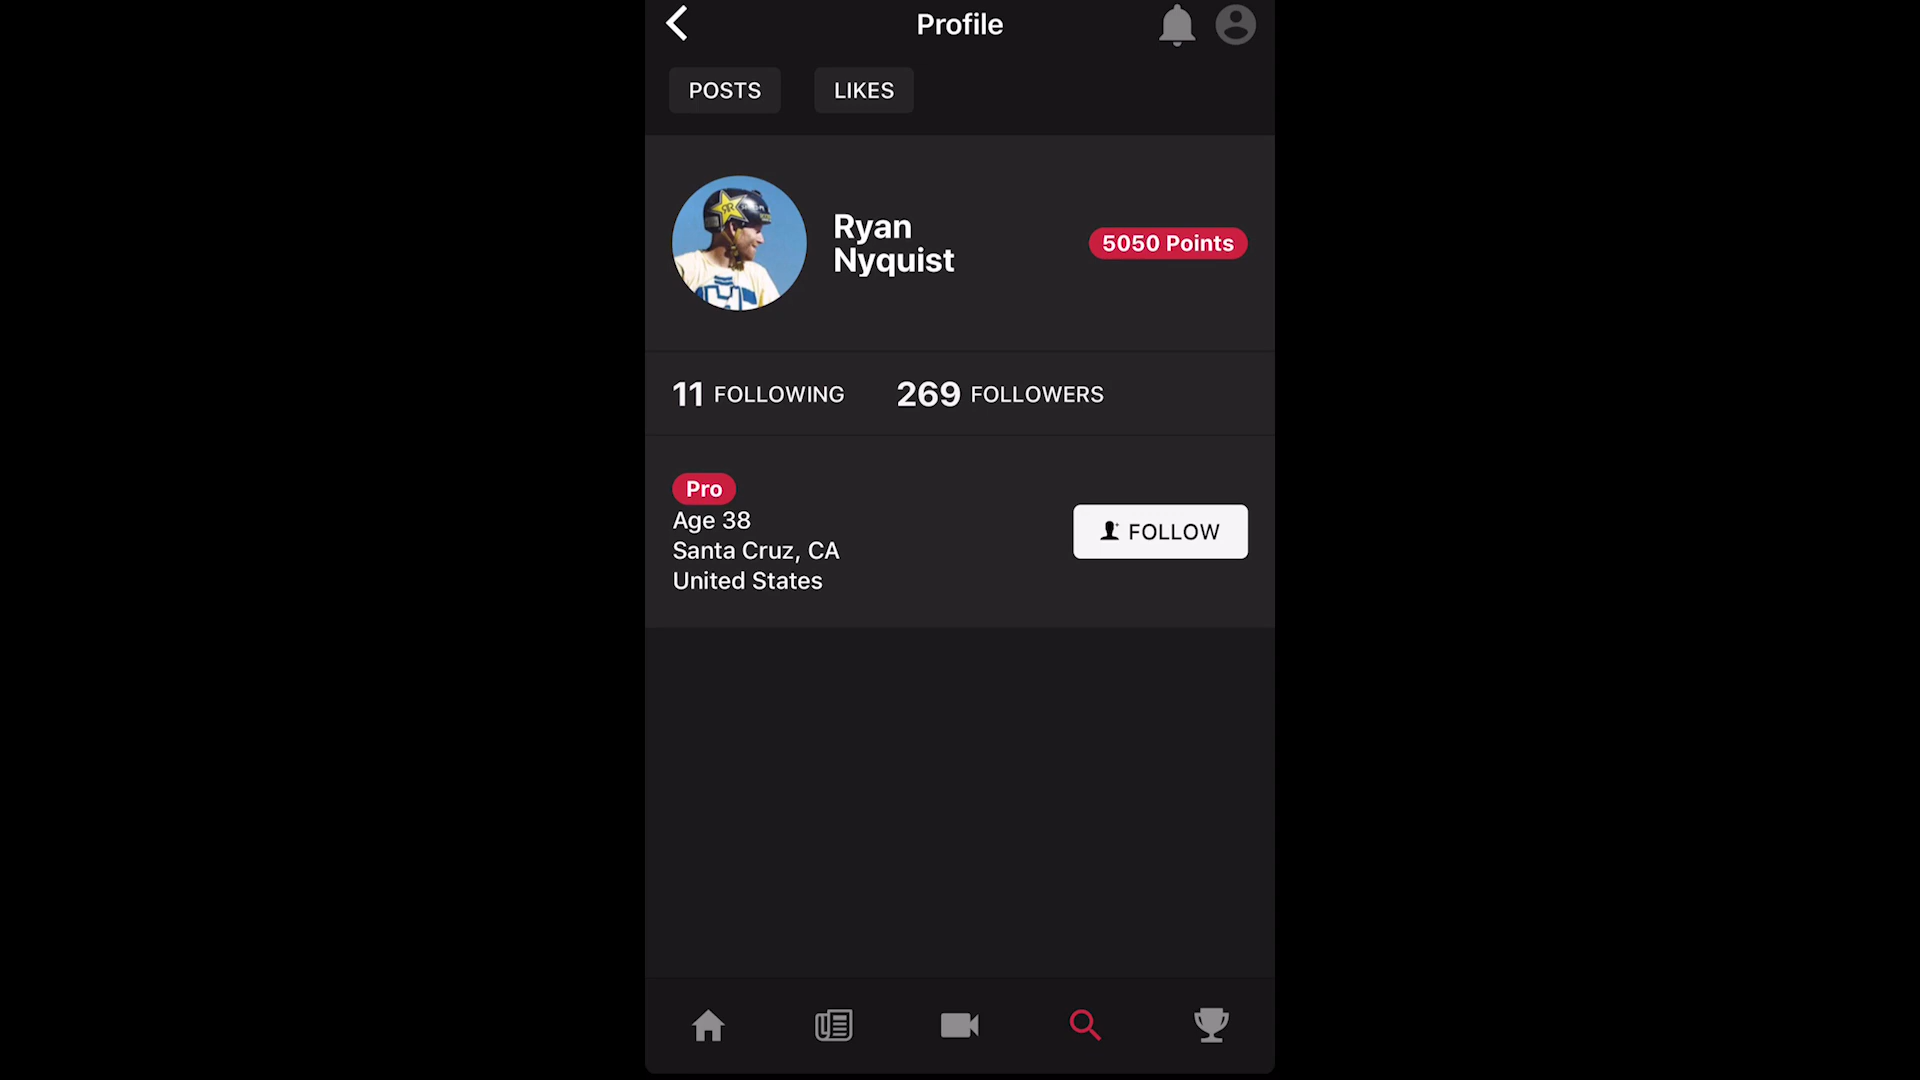 Profile
POSTS
LIKES
Ryan
Nyquist
5050 Points
11 FOLLOWING
269 FOLLOWERS
Pro
Age 38
Santa Cruz, CA
United States
FOLLOW